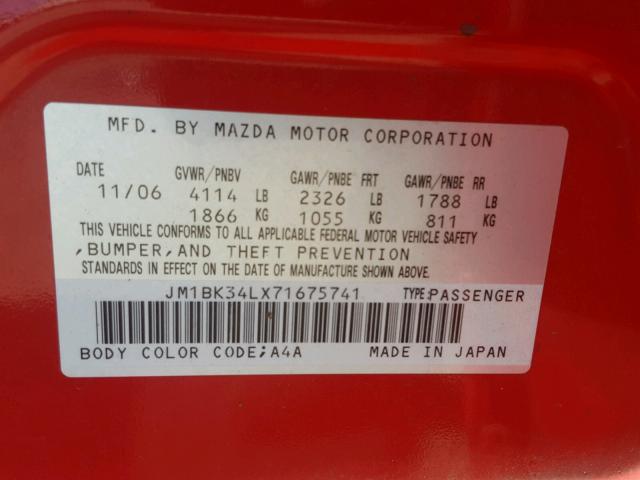 MFD. BY MAZDA MOTOR CORPORATION
DATE GVWR/PNBV GAWR/PNBE FRT GAWR/PNBE RR
11/06 4114 LB 2326 LB 1788 LB
1866 KG 1055 KG 811 KG
THIS VEHICLE CONFORMS TO ALL APPLICABLE FEDERAL MOTOR VEHICLE SAFETY
,BUMPER,AND THEFT PREVENTION
STANDARDS IN EFFECT ON THE DATE OF MANUFACTURE SHOWN ABOVE.
JM1BK34LX71675741 TYPE:PASSENGER
BODY COLOR CODE;A4A MADE IN JAPAN